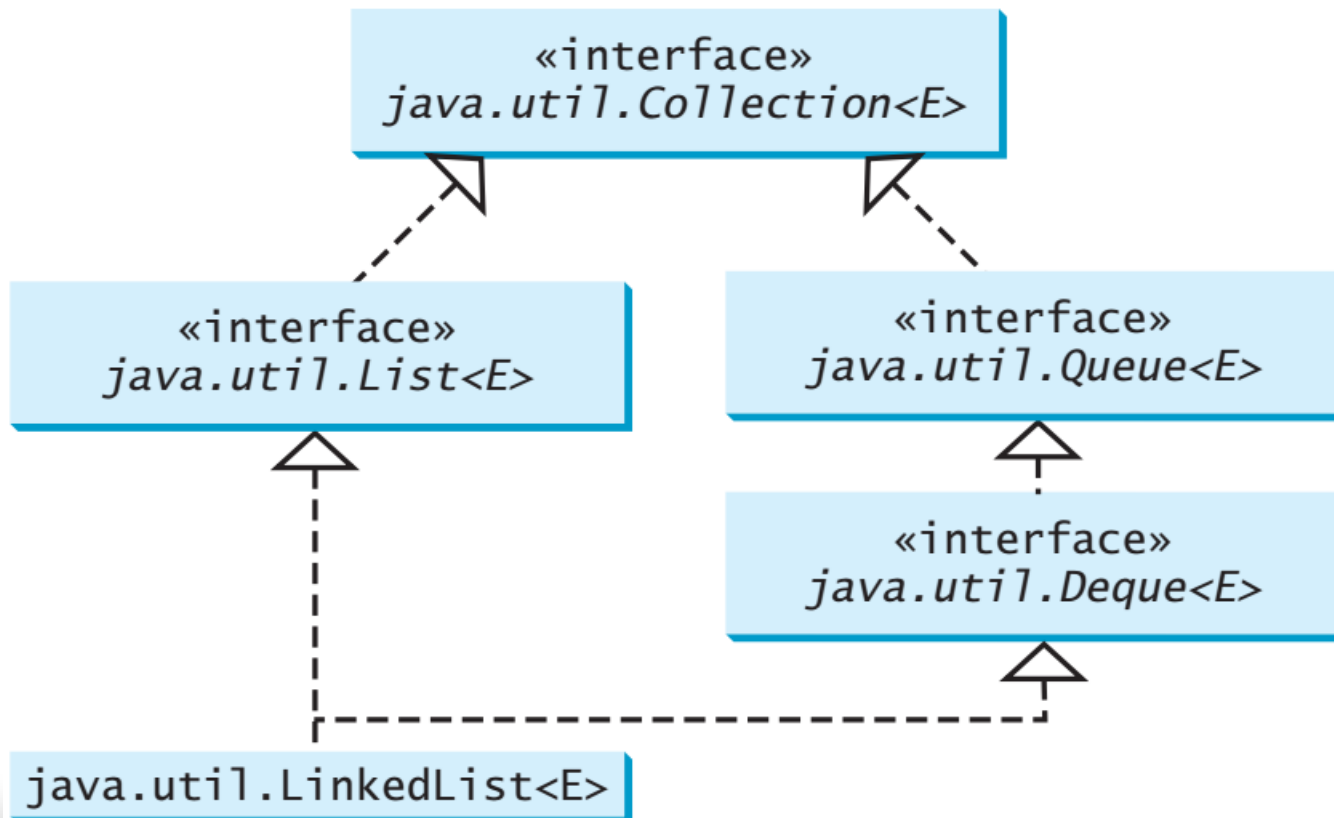 «interface»
java.util.Collection<E>
«interface»
java.util.List<E>
«interface»
java.util.Queue<E>
«interface»
java.util.Deque<E>
java.util.LinkedList<E>